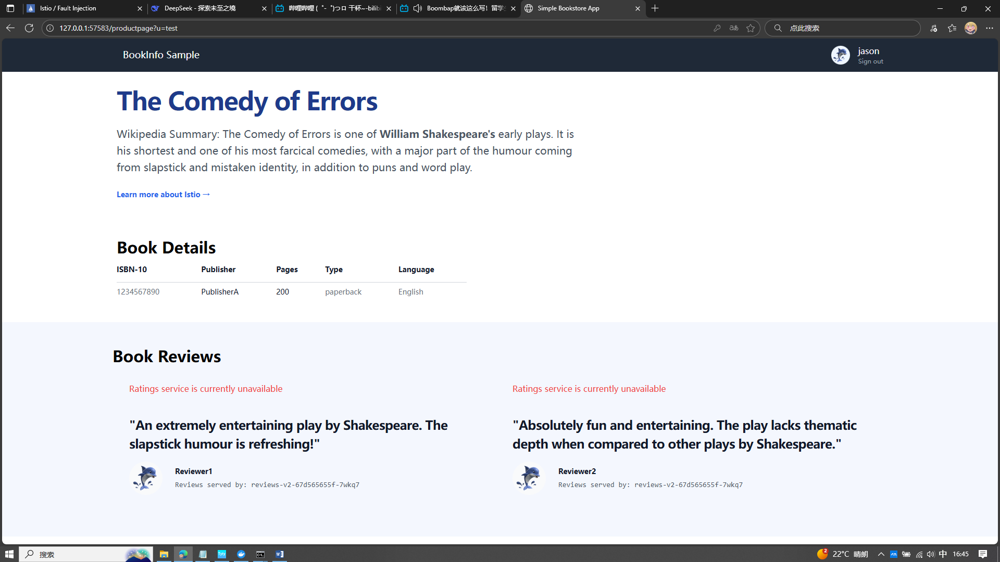 Istio / Fault Injection
DeepSeek - 探索未至之境
哔哩哔哩 (゜-゜)つロ 干杯~-bilibi
Boombap就该这么写！留学
Simple Bookstore App
127.0.0.1:57583/productpage?u=test
点此搜索
BookInfo Sample
jason
Sign out
The Comedy of Errors
Wikipedia Summary: The Comedy of Errors is one of William Shakespeare's early plays. It is
his shortest and one of his most farcical comedies, with a major part of the humour coming
from slapstick and mistaken identity, in addition to puns and word play.
Learn more about Istio →
Book Details
ISBN-10 Publisher Pages Type Language
1234567890 PublisherA 200 paperback English
Book Reviews
Ratings service is currently unavailable
"An extremely entertaining play by Shakespeare. The
slapstick humour is refreshing!"
Reviewer1
Reviews served by: reviews-v2-67d565655f-7wkq7
Ratings service is currently unavailable
"Absolutely fun and entertaining. The play lacks thematic
depth when compared to other plays by Shakespeare."
Reviewer2
Reviews served by: reviews-v2-67d565655f-7wkq7
搜索
Tyty
2
22°C 晴朗
中
16:45